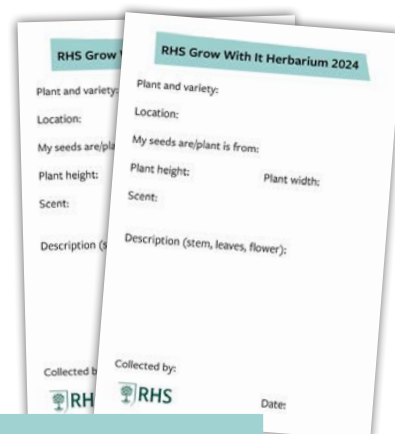 RHS Grow
Plant and variety:
Location:
My seeds are/pla
Plant height:
Scent:
Description (s
Collected b
RH
RHS Grow With It Herbarium 2024
Plant and variety:
Location:
My seeds are/plant is from:
Plant height: Plant width:
Scent:
Description (stem, leaves, flower):
Collected by:
RHS Date: